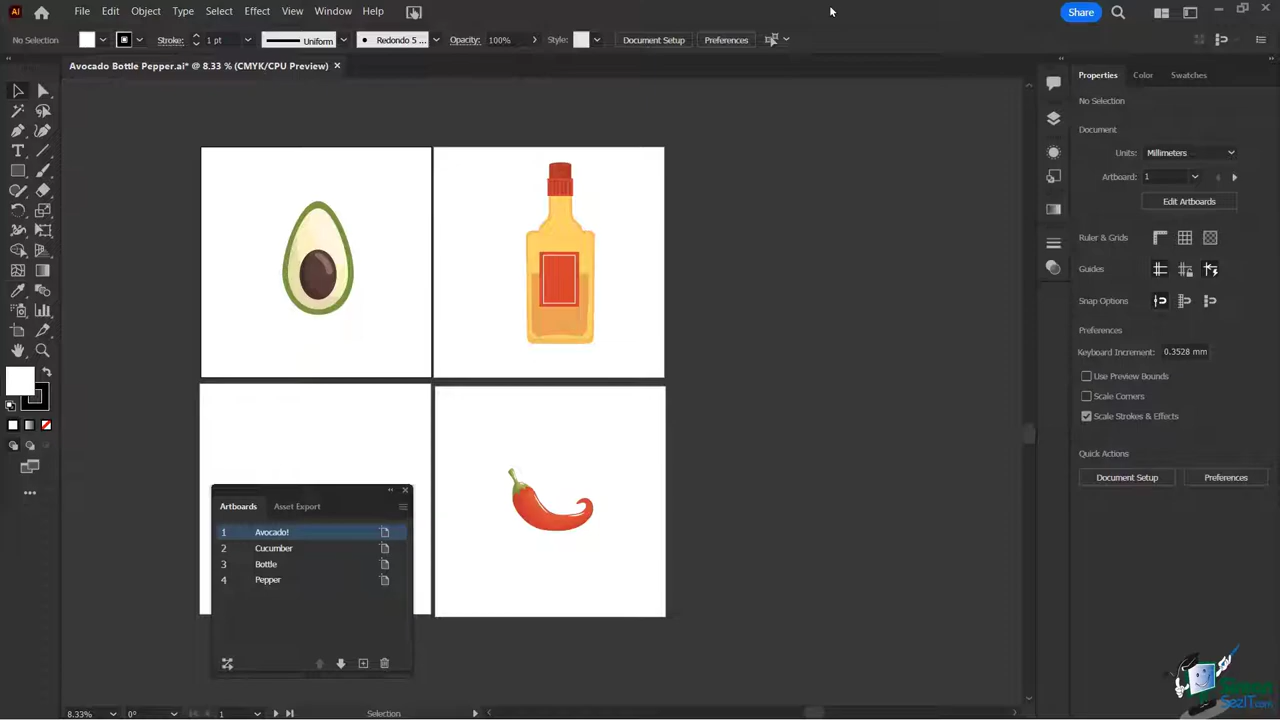 Ai File Edit Object Type Select Effect View Window Help Share
No Selection Stroke: 1 pt Uniform Redondo 5 ... Opacity: 100% Style: Document Setup Preferences
Avocado Bottle Pepper.ai* @ 8.33 % (CMYK/CPU Preview) ×
Properties Color Swatches
No Selection
Document
Units: Millimeters
Artboard: 1
Edit Artboards
Ruler & Grids
Guides
Snap Options
Preferences
Keyboard Increment: 0.3528 mm
Use Preview Bounds
Scale Corners
Scale Strokes & Effects
Quick Actions
Document Setup Preferences
Artboards Asset Export
1 Avocado!
2 Cucumber
3 Bottle
4 Pepper
8.33% 0° 1 Selection
SezIT.com